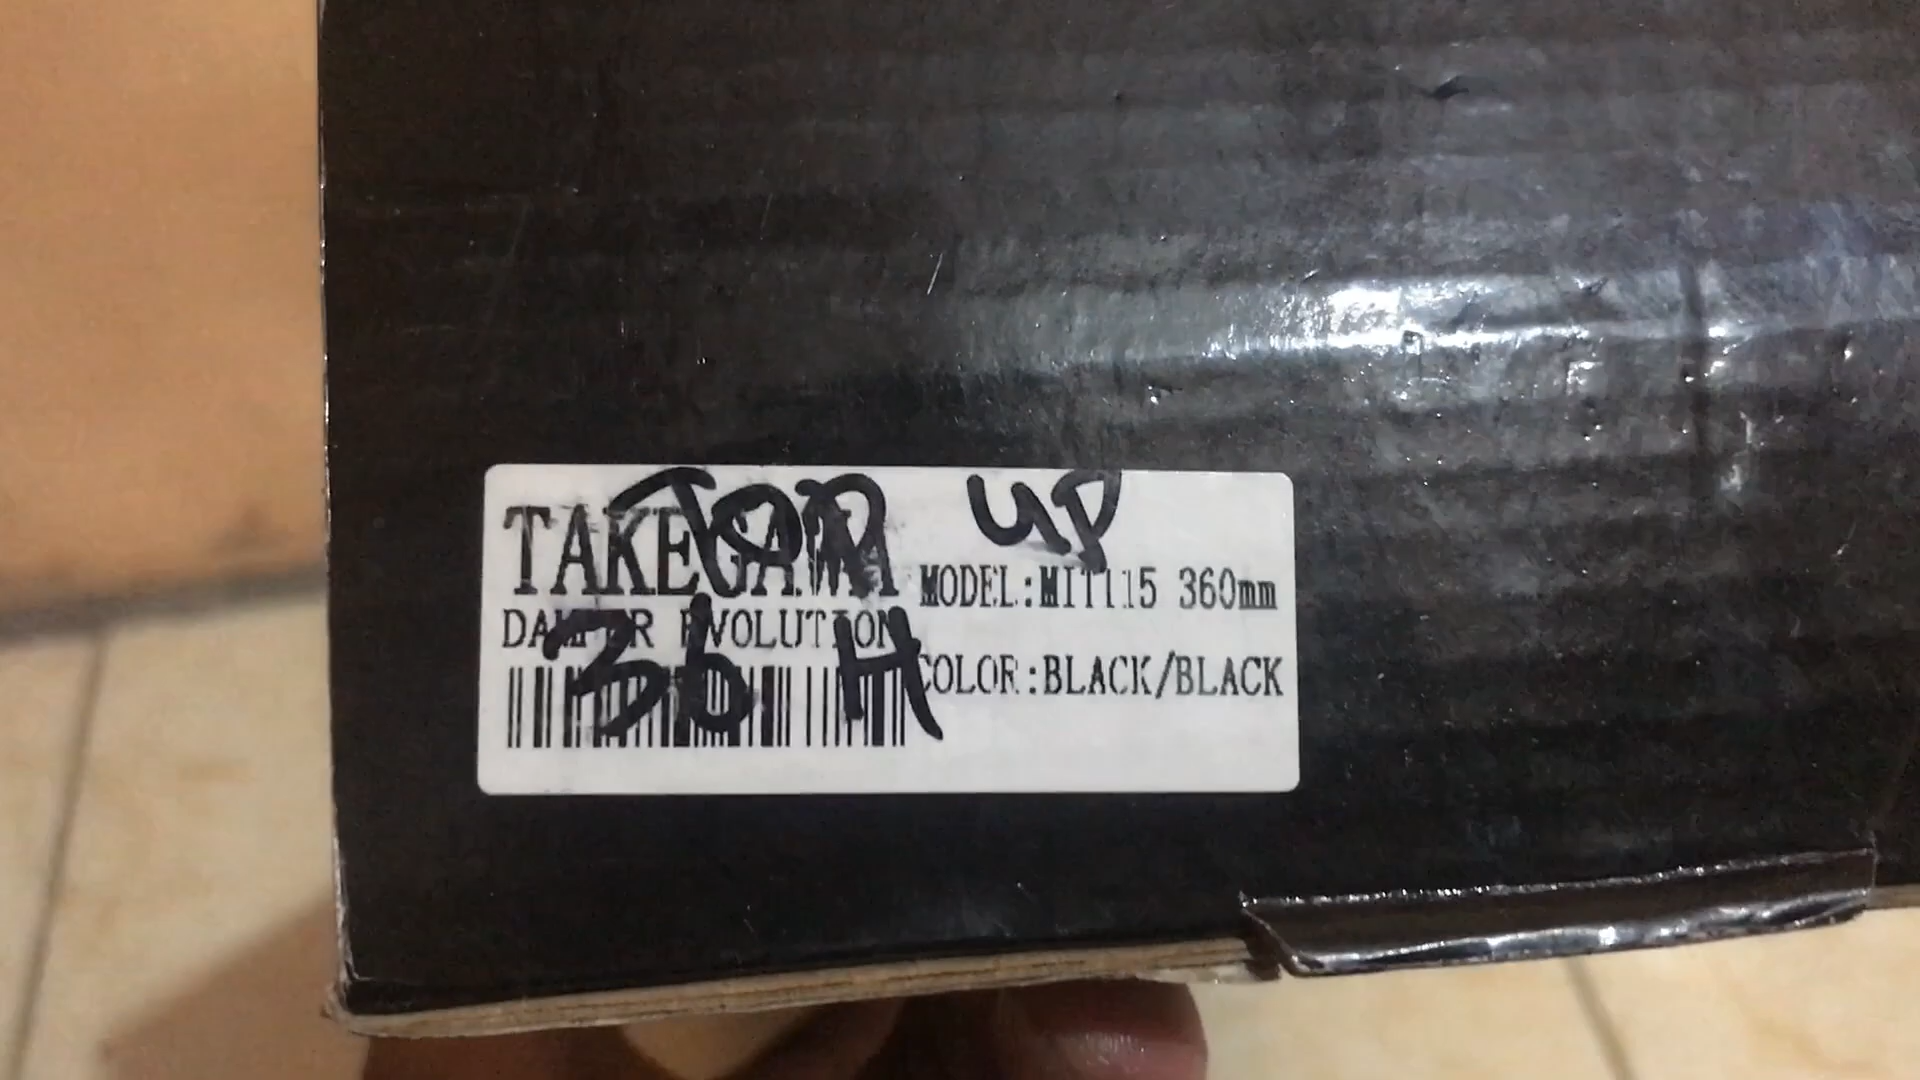 TOP UP
TAKEGAWA
DAMPER EVOLUTION
36 H
MODEL:MIT115 360mm
COLOR:BLACK/BLACK